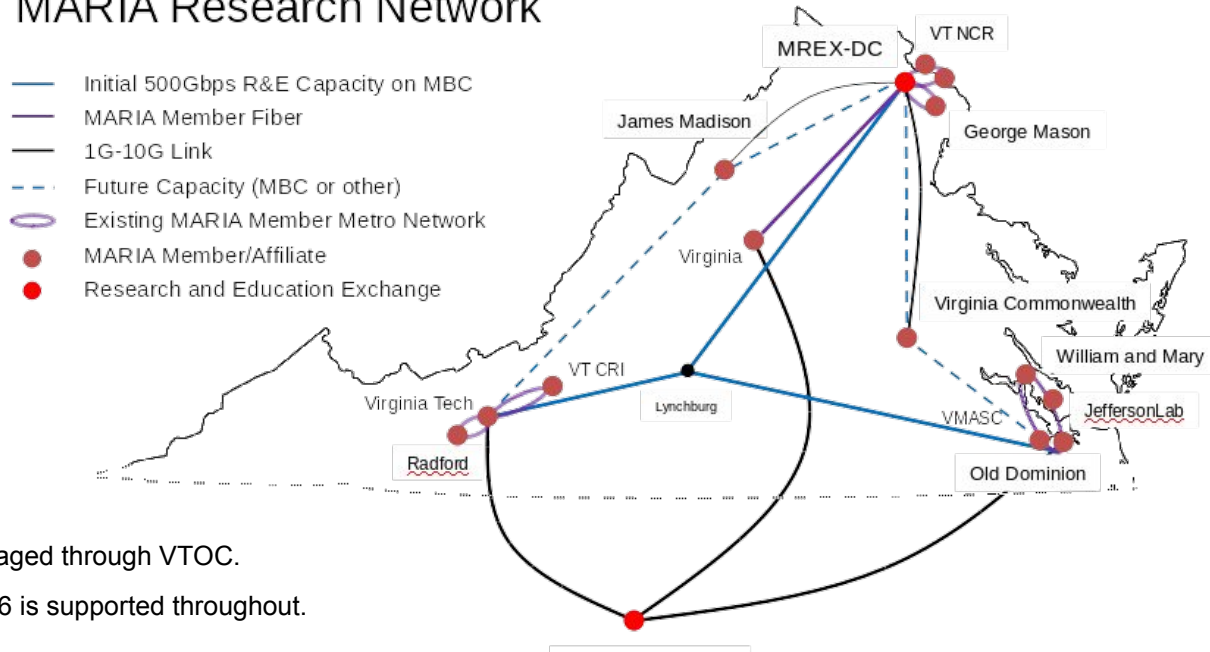 MARIA Research Network
Initial 500Gbps R&E Capacity on MBC
MARIA Member Fiber
1G-10G Link
Future Capacity (MBC or other)
Existing MARIA Member Metro Network
MARIA Member/Affiliate
Research and Education Exchange
VT NCR
MREX-DC
James Madison
George Mason
Virginia
Virginia Commonwealth
William and Mary
VT CRI
Virginia Tech
Lynchburg
JeffersonLab
VMASC
Radford
Old Dominion
aged through VTOC.
6 is supported throughout.